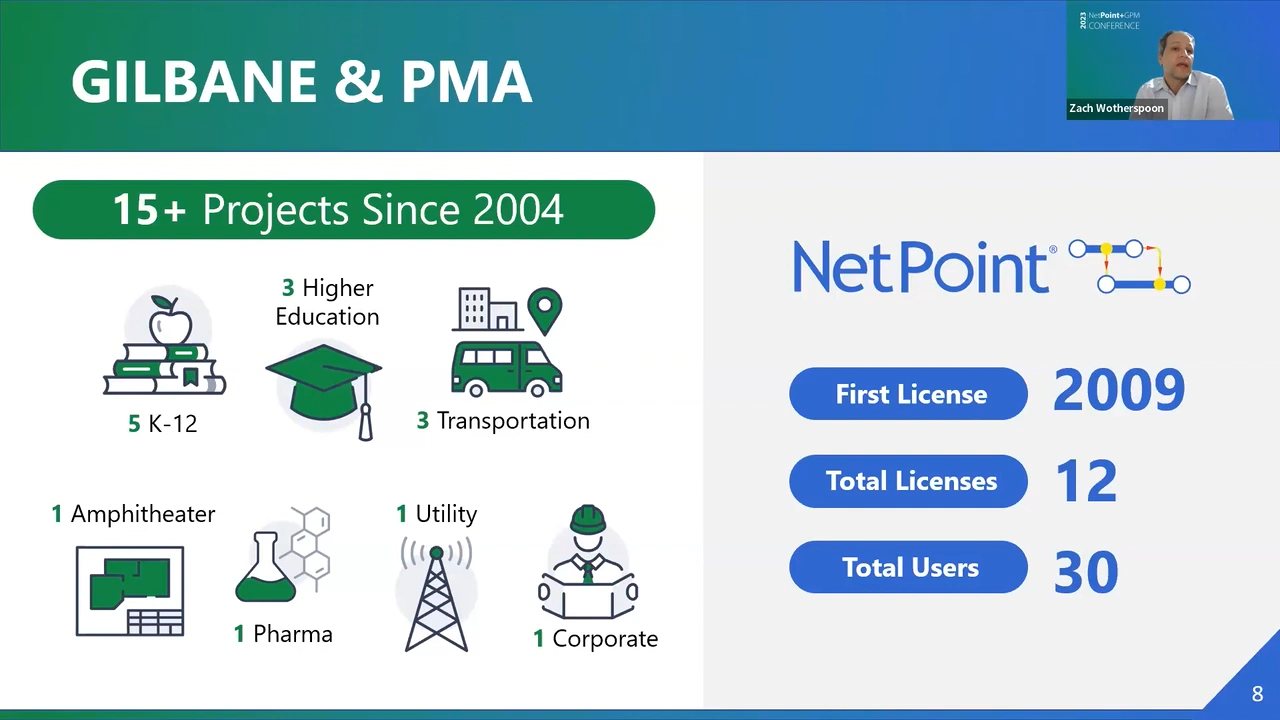 GILBANE & PMA
2023 NetPoint+GPM
CONFERENCE
Zach Wotherspoon
15+ Projects Since 2004
5 K-12
3 Higher
Education
3 Transportation
1 Amphitheater
1 Pharma
1 Utility
1 Corporate
NetPoint®
First License 2009
Total Licenses 12
Total Users 30
8